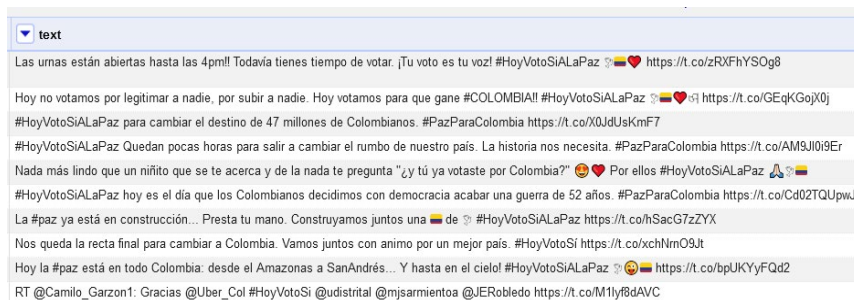 text
Las urnas están abiertas hasta las 4pm!! Todavía tienes tiempo de votar. ¡Tu voto es tu voz! #HoyVotoSiALaPaz 🕊🇨🇴❤️ https://t.co/zRXFhYSOg8
Hoy no votamos por legitimar a nadie, por subir a nadie. Hoy votamos para que gane #COLOMBIA!! #HoyVotoSiALaPaz 🕊🇨🇴❤️🕊 https://t.co/GEqKGojX0j
#HoyVotoSiALaPaz para cambiar el destino de 47 millones de Colombianos. #PazParaColombia https://t.co/X0JdUsKmF7
#HoyVotoSiALaPaz Quedan pocas horas para salir a cambiar el rumbo de nuestro país. La historia nos necesita. #PazParaColombia https://t.co/AM9Jl0i9Er
Nada más lindo que un niñito que se te acerca y de la nada te pregunta "¿y tú ya votaste por Colombia?" 😍❤️ Por ellos #HoyVotoSiALaPaz 🙏🕊🇨🇴
#HoyVotoSiALaPaz hoy es el día que los Colombianos decidimos con democracia acabar una guerra de 52 años. #PazParaColombia https://t.co/Cd02TQUpwJ
La #paz ya está en construcción... Presta tu mano. Construyamos juntos una 🇨🇴 de 🕊 #HoyVotoSiALaPaz https://t.co/hSacG7zZYX
Nos queda la recta final para cambiar a Colombia. Vamos juntos con animo por un mejor país. #HoyVotoSí https://t.co/xchNrnO9Jt
Hoy la #paz está en todo Colombia: desde el Amazonas a SanAndrés... Y hasta en el cielo! #HoyVotoSiALaPaz 🕊😜🇨🇴 https://t.co/bpUKYyFQd2
RT @Camilo_Garzon1: Gracias @Uber_Col #HoyVotoSi @udistrital @mjsarmientoa @JERobledo https://t.co/M1lyf8dAVC